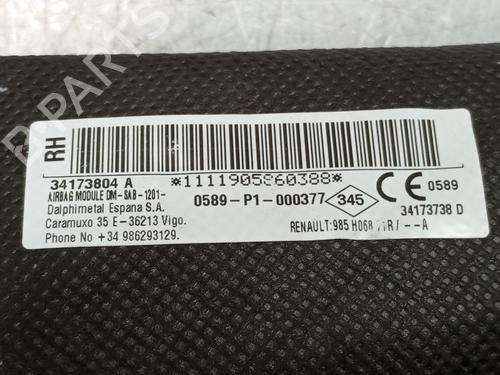 B-PARTS
RH
34173804 A
*1111905860388*
AIRBAG MODULE DM-SAB-1201-
Dalphimetal Espana S.A.
Caramuxo 35 E-36213 Vigo.
Phone No +34 986293129.
0589-P1-000377
345
CE 0589
34173738 D
RENAULT:985 R/--A